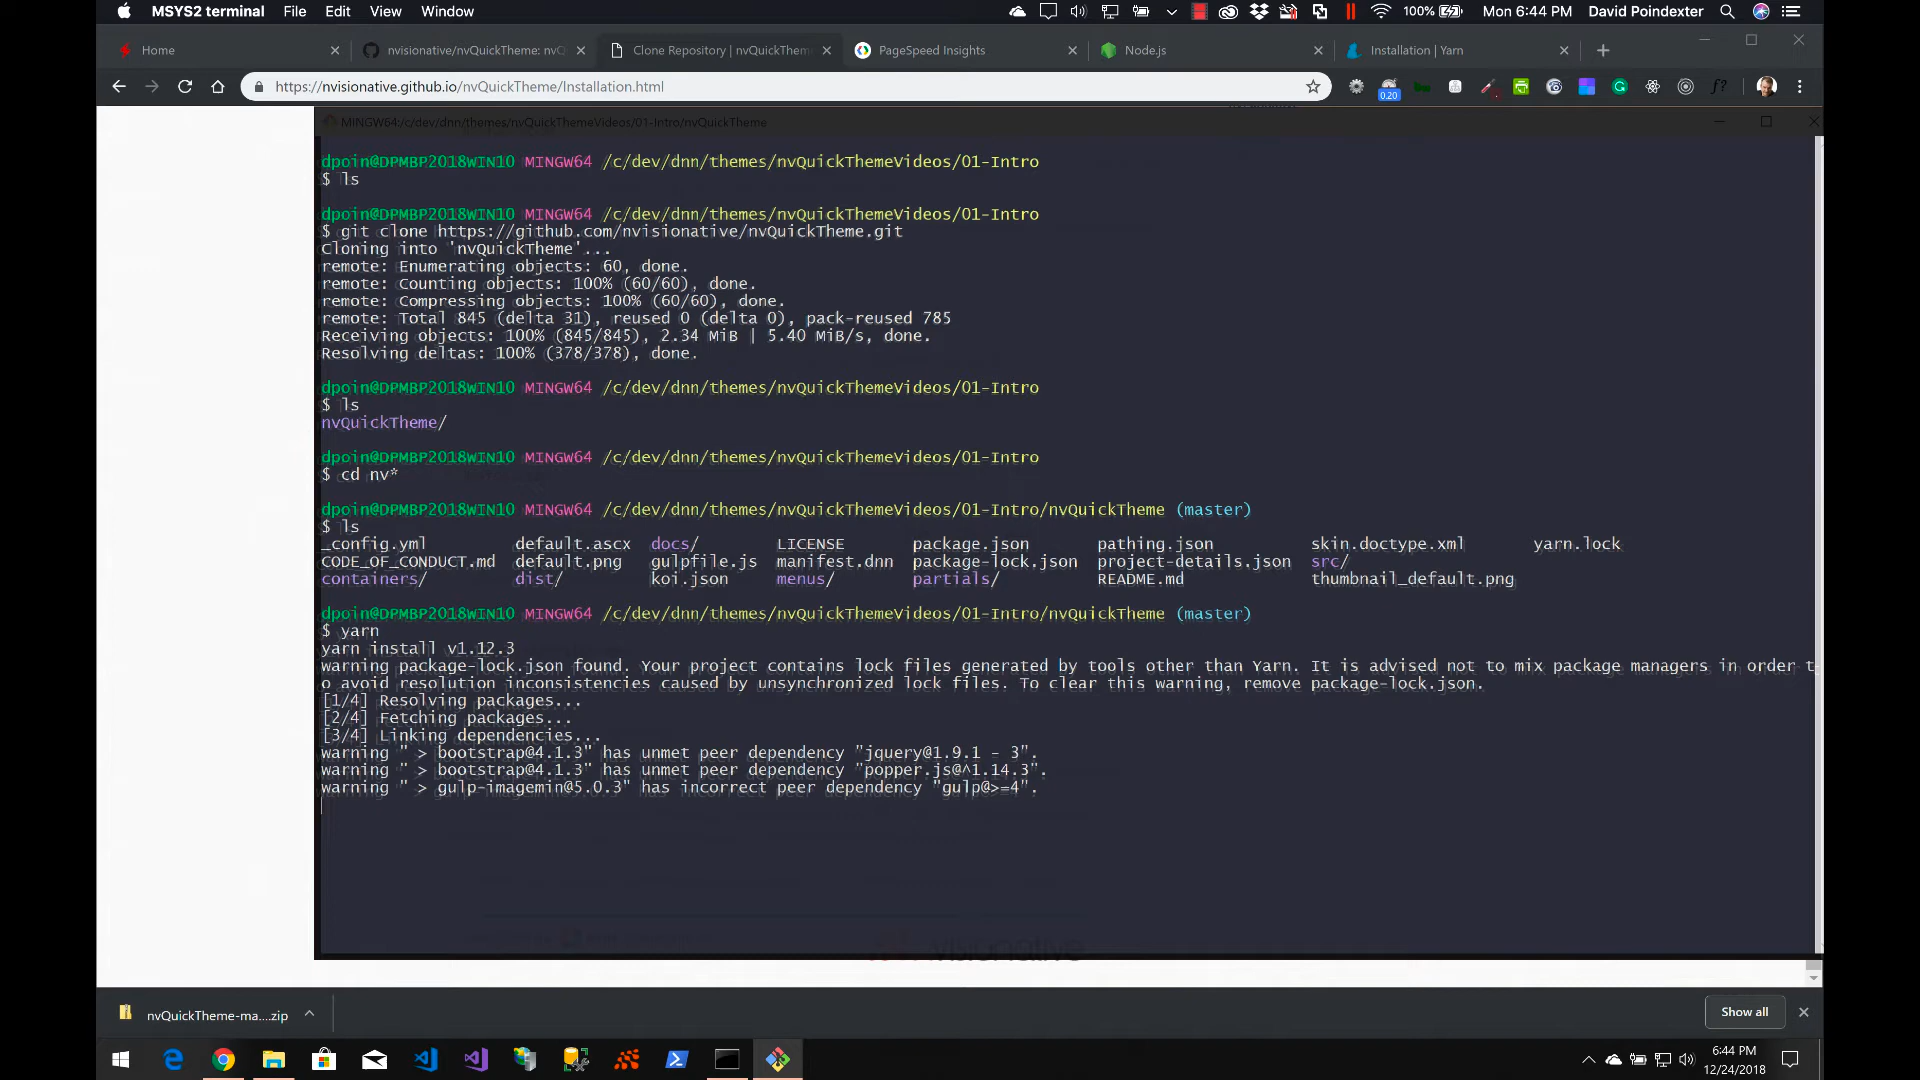 MSYS2 terminal File Edit View Window 100% Mon 6:44 PM David Poindexter
Home nvisionative/nvQuickTheme: nvQ Clone Repository | nvQuickThem PageSpeed Insights Node.js Installation | Yarn
https://nvisionative.github.io/nvQuickTheme/Installation.html 0.20 f?
MINGW64:/c/dev/dnn/themes/nvQuickThemeVideos/01-Intro/nvQuickTheme
dpoin@DPMBP2018WIN10 MINGW64 /c/dev/dnn/themes/nvQuickThemeVideos/01-Intro
$ ls
dpoin@DPMBP2018WIN10 MINGW64 /c/dev/dnn/themes/nvQuickThemeVideos/01-Intro
$ git clone https://github.com/nvisionative/nvQuickTheme.git
Cloning into 'nvQuickTheme'...
remote: Enumerating objects: 60, done.
remote: Counting objects: 100% (60/60), done.
remote: Compressing objects: 100% (60/60), done.
remote: Total 845 (delta 31), reused 0 (delta 0), pack-reused 785
Receiving objects: 100% (845/845), 2.34 MiB | 5.40 MiB/s, done.
Resolving deltas: 100% (378/378), done.
dpoin@DPMBP2018WIN10 MINGW64 /c/dev/dnn/themes/nvQuickThemeVideos/01-Intro
$ ls
nvQuickTheme/
dpoin@DPMBP2018WIN10 MINGW64 /c/dev/dnn/themes/nvQuickThemeVideos/01-Intro
$ cd nv*
dpoin@DPMBP2018WIN10 MINGW64 /c/dev/dnn/themes/nvQuickThemeVideos/01-Intro/nvQuickTheme (master)
$ ls
_config.yml default.ascx docs/ LICENSE package.json pathing.json skin.doctype.xml yarn.lock
CODE_OF_CONDUCT.md default.png gulpfile.js manifest.dnn package-lock.json project-details.json src/
containers/ dist/ koi.json menus/ partials/ README.md thumbnail_default.png
dpoin@DPMBP2018WIN10 MINGW64 /c/dev/dnn/themes/nvQuickThemeVideos/01-Intro/nvQuickTheme (master)
$ yarn
yarn install v1.12.3
warning package-lock.json found. Your project contains lock files generated by tools other than Yarn. It is advised not to mix package managers in order t
o avoid resolution inconsistencies caused by unsynchronized lock files. To clear this warning, remove package-lock.json.
[1/4] Resolving packages...
[2/4] Fetching packages...
[3/4] Linking dependencies...
warning " > bootstrap@4.1.3" has unmet peer dependency "jquery@1.9.1 - 3".
warning " > bootstrap@4.1.3" has unmet peer dependency "popper.js@^1.14.3".
warning " > gulp-imagemin@5.0.3" has incorrect peer dependency "gulp@>=4".
nvisionative
nvQuickTheme-ma....zip Show all
6:44 PM
12/24/2018